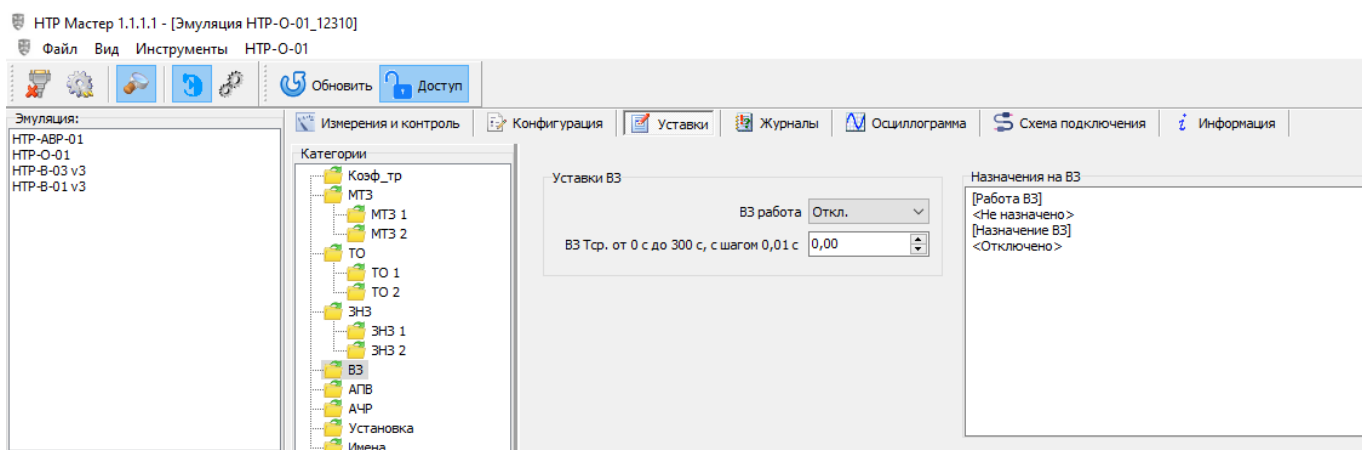 НТР Мастер 1.1.1.1 - [Эмуляция НТР-О-01_12310]
Файл Вид Инструменты НТР-О-01
Обновить Доступ
Эмуляция:
НТР-АВР-01
НТР-О-01
НТР-В-03 v3
НТР-В-01 v3
Измерения и контроль Конфигурация Уставки Журналы Осциллограмма Схема подключения Информация
Категории
Коэф_тр
МТЗ
МТЗ 1
МТЗ 2
ТО
ТО 1
ТО 2
ЗНЗ
ЗНЗ 1
ЗНЗ 2
ВЗ
АПВ
АЧР
Установка
Имена
Уставки ВЗ
ВЗ работа Откл.
ВЗ Тср. от 0 с до 300 с, с шагом 0,01 с 0,00
Назначения на ВЗ
[Работа ВЗ]
<Не назначено>
[Назначение ВЗ]
<Отключено>